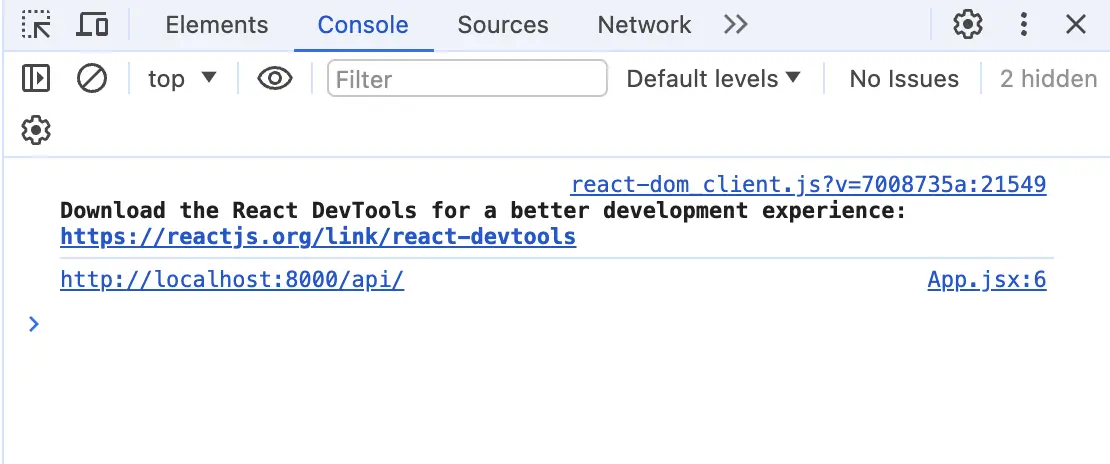 Elements Console Sources Network
top Filter Default levels No Issues 2 hidden
react-dom_client.js?v=7008735a:21549
Download the React DevTools for a better development experience:
https://reactjs.org/link/react-devtools
http://localhost:8000/api/ App.jsx:6